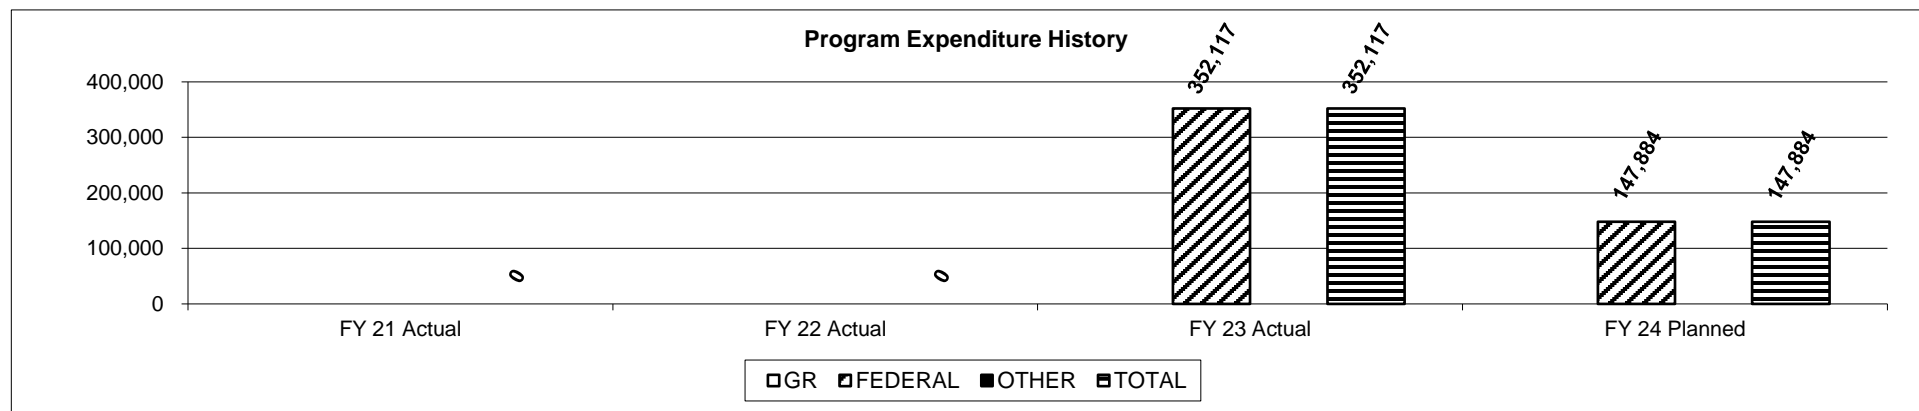 Program Expenditure History
400,000
300,000
200,000
100,000
0
0
0
352,117
352,117
147,884
147,884
FY 21 Actual
FY 22 Actual
FY 23 Actual
FY 24 Planned
GR FEDERAL OTHER TOTAL